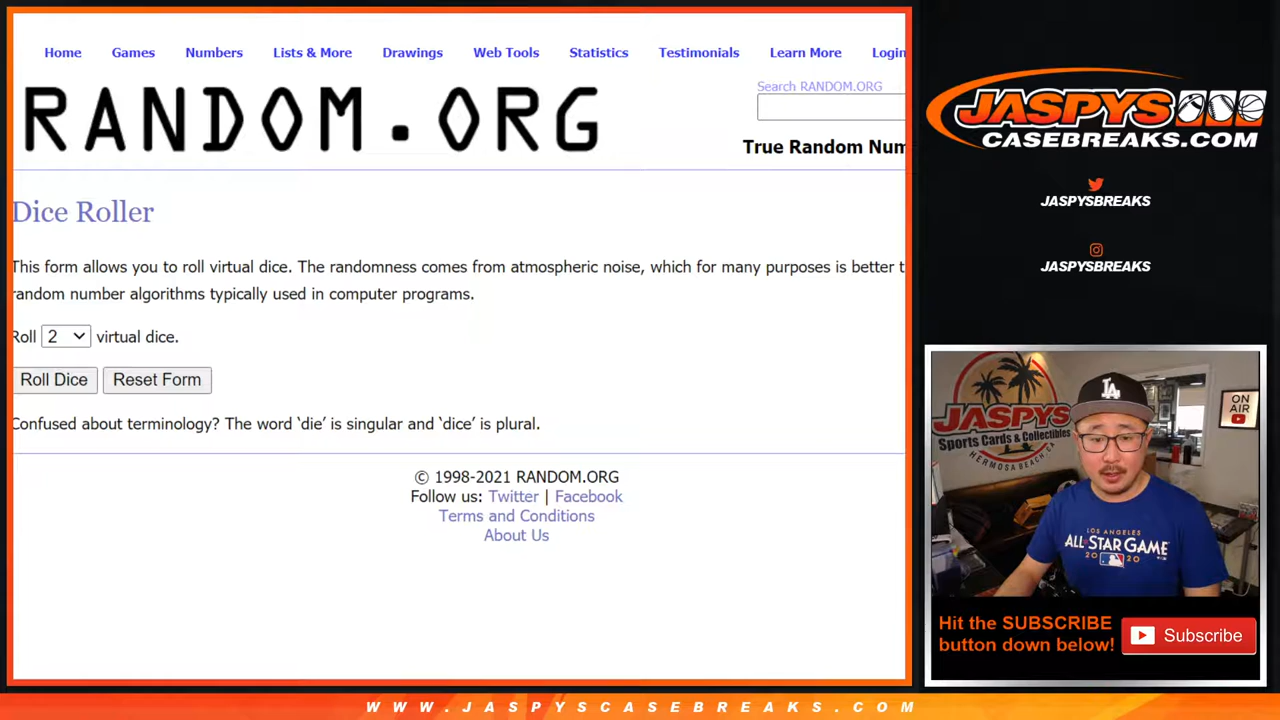 Home Games Numbers Lists & More Drawings Web Tools Statistics Testimonials Learn More Login
RANDOM.ORG
Search RANDOM.ORG
True Random Num
Dice Roller
This form allows you to roll virtual dice. The randomness comes from atmospheric noise, which for many purposes is better t
random number algorithms typically used in computer programs.
Roll 2 virtual dice.
Roll Dice Reset Form
Confused about terminology? The word ‘die’ is singular and ‘dice’ is plural.
© 1998-2021 RANDOM.ORG
Follow us: Twitter | Facebook
Terms and Conditions
About Us
JASPYS
CASEBREAKS.COM
JASPYSBREAKS
JASPYSBREAKS
JASPYS
Sports Cards & Collectibles
HERMOSA BEACH, CA
LA
ON
AIR
LOS ANGELES
ALL STAR GAME
2020
Hit the SUBSCRIBE
button down below!
Subscribe
WWW.JASPYSCASEBREAKS.COM